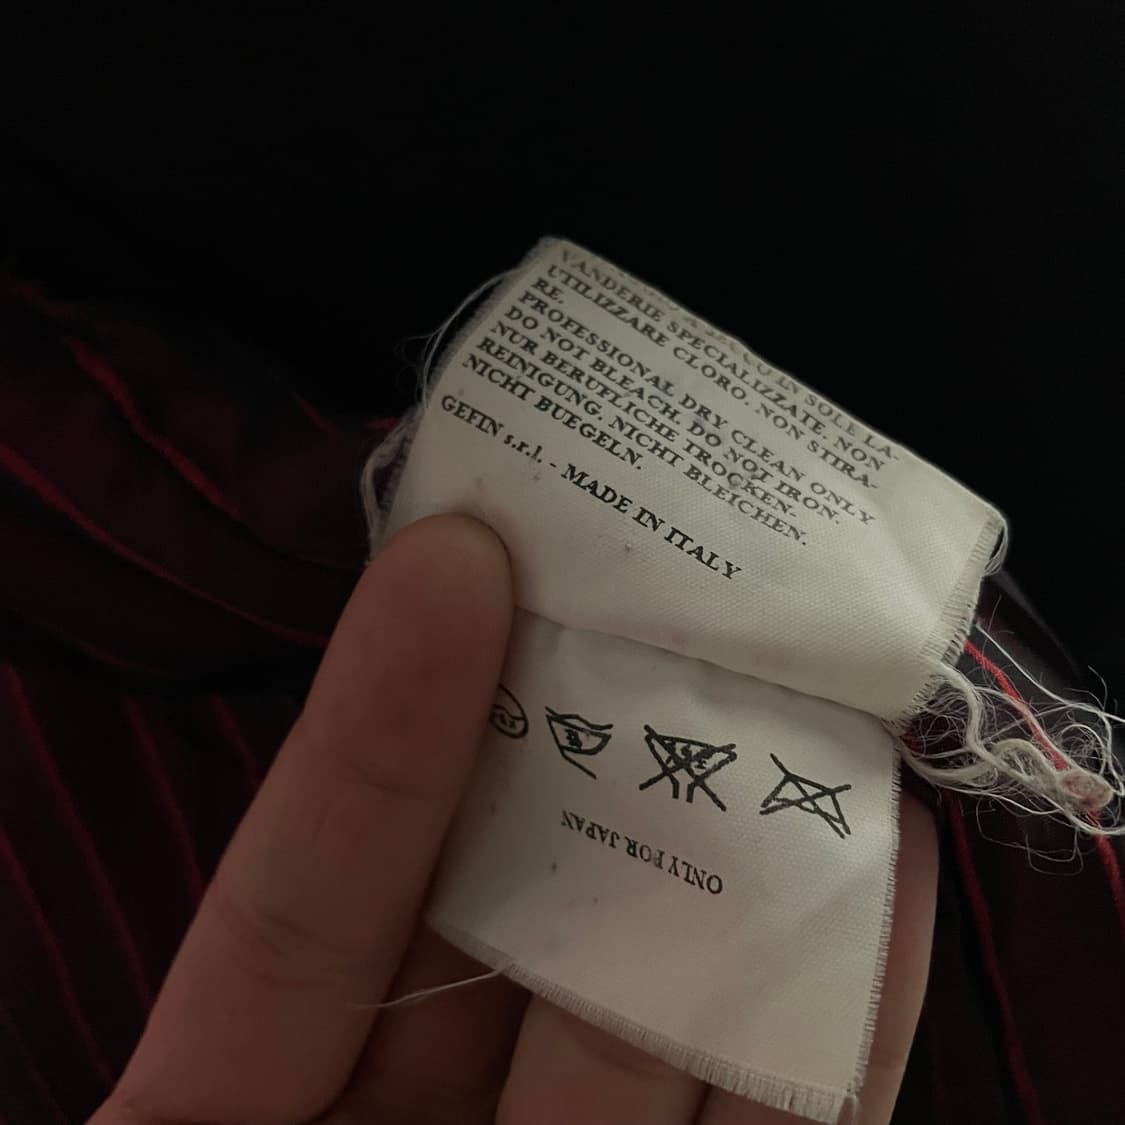 VANDERIE SPECIALIZZATE. NON
UTILIZZARE CLORO. NON STIRA-
RE.
PROFESSIONAL DRY CLEAN ONLY
DO NOT BLEACH. DO NOT IRON.
NUR BERUFLICHE TROCKEN-
REINIGUNG. NICHT BLEICHEN.
NICHT BUEGELN.
GEFIN s.r.l. - MADE IN ITALY
ONLY FOR JAPAN